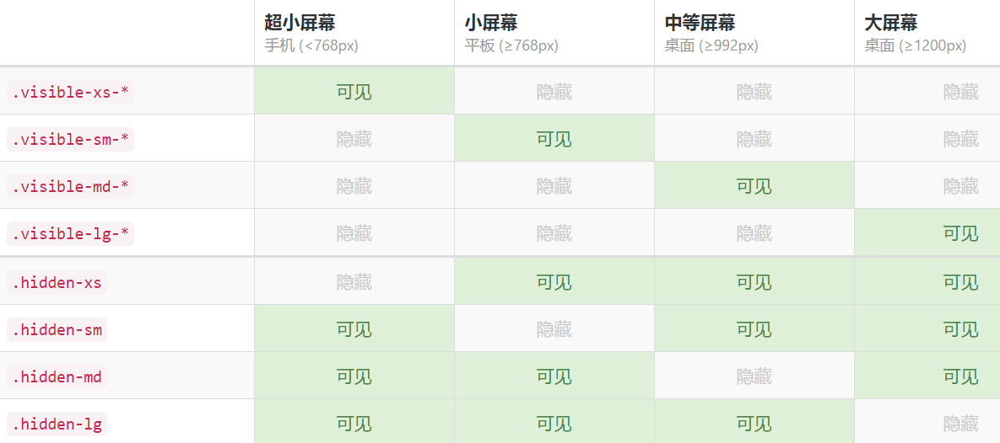 超小屏幕 小屏幕 中等屏幕 大屏幕
手机 (<768px) 平板 (≥768px) 桌面 (≥992px) 桌面 (≥1200px)
.visible-xs-* 可见 隐藏 隐藏 隐藏
.visible-sm-* 隐藏 可见 隐藏 隐藏
.visible-md-* 隐藏 隐藏 可见 隐藏
.visible-lg-* 隐藏 隐藏 隐藏 可见
.hidden-xs 隐藏 可见 可见 可见
.hidden-sm 可见 隐藏 可见 可见
.hidden-md 可见 可见 隐藏 可见
.hidden-lg 可见 可见 可见 隐藏